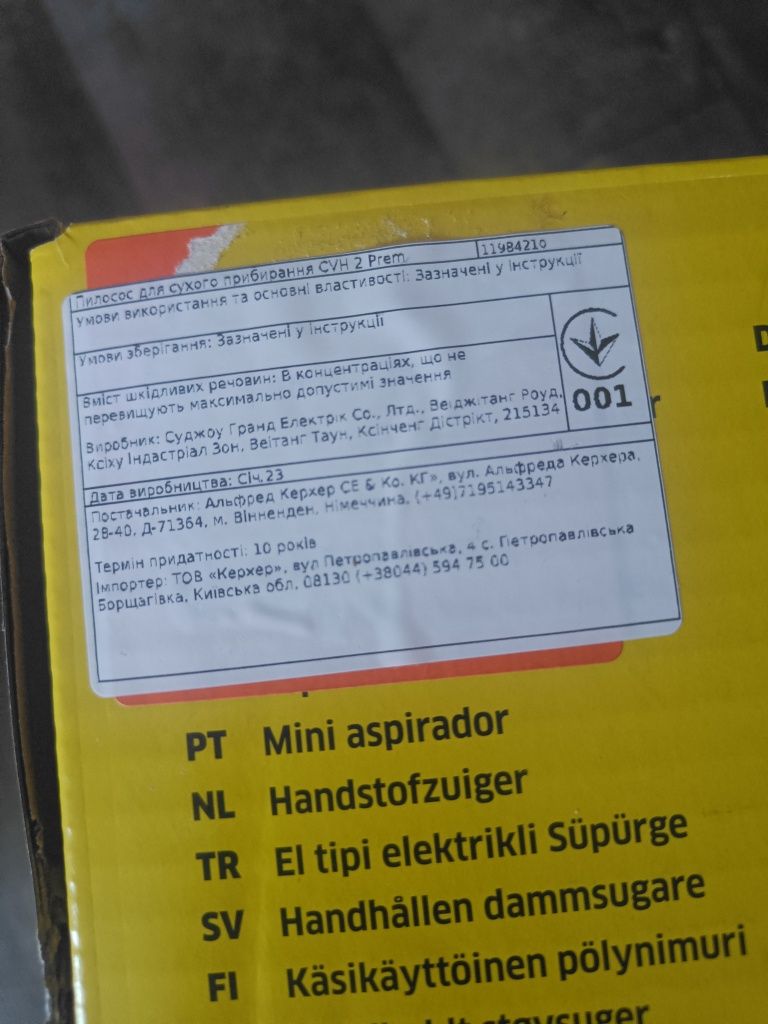 Пилосос для сухого прибирання CVH 2 Prem. 11984210
Умови використання та основні властивості: Зазначені у Інструкції
Умови зберігання: Зазначені у Інструкції
Вміст шкідливих речовин: В концентраціях, що не
перевищують максимально допустимі значення
Виробник: Суджоу Гранд Електрік Со., Лтд., Веіджітанг Роуд,
Ксіху Індастріал Зон, Веітанг Таун, Ксінченг Дістрікт, 215134
001
Дата виробництва: Січ.23
Постачальник: Альфред Керхер СЕ & Ко. КГ», вул. Альфреда Керхера,
28-40, Д-71364, м. Вінненден, Німеччина, (+49)7195143347
Термін придатності: 10 років
Імпортер: ТОВ «Керхер», вул Петропавлівська, 4 с. Петропавлівська
Борщагівка, Київська обл, 08130 (+38044) 594 75 00
PT Mini aspirador
NL Handstofzuiger
TR El tipi elektrikli Süpürge
SV Handhållen dammsugare
FI Käsikäyttöinen pölynimuri